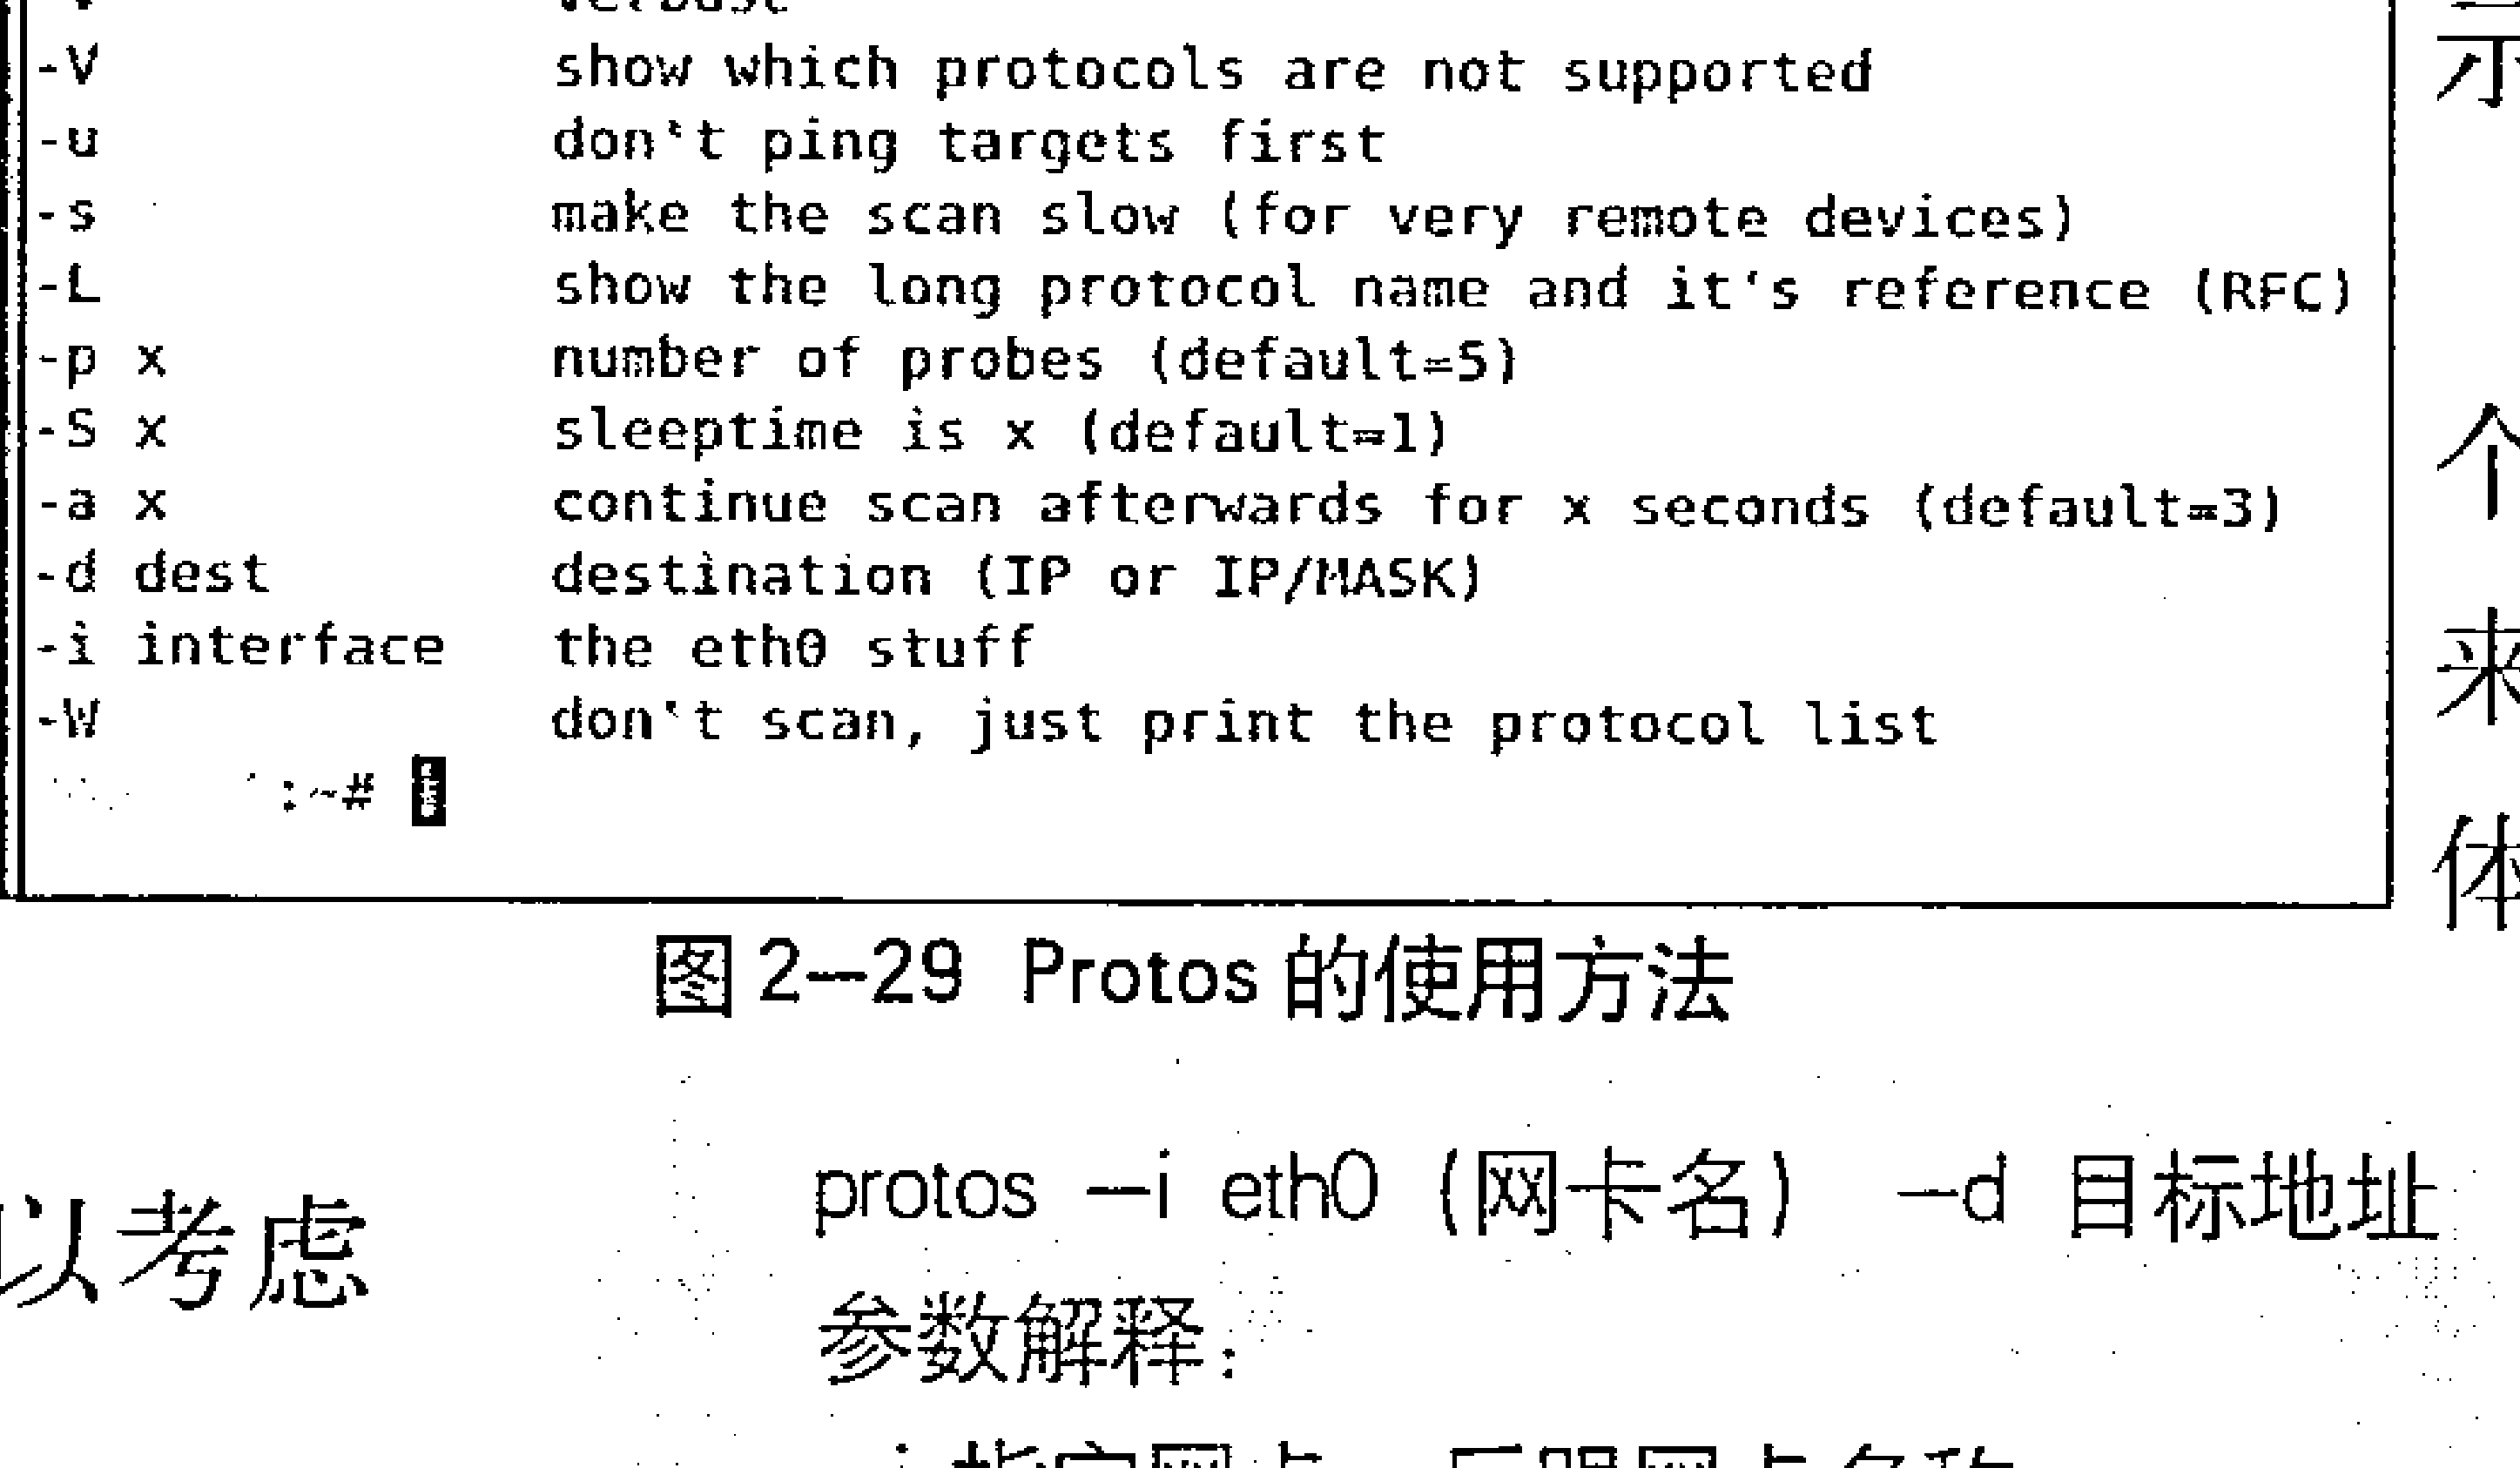 -V show which protocols are not supported
-u don't ping targets first
-s make the scan slow (for very remote devices)
-L show the long protocol name and it's reference (RFC)
-p x number of probes (default=5)
-S x sleeptime is x (default=1)
-a x continue scan afterwards for x seconds (default=3)
-d dest destination (IP or IP/MASK)
-i interface the eth0 stuff
-W don't scan, just print the protocol list
:~#
图 2—29 Protos 的使用方法
protos —i eth0 (网卡名) —d 目标地址
参数解释:
以考虑
个
来
体